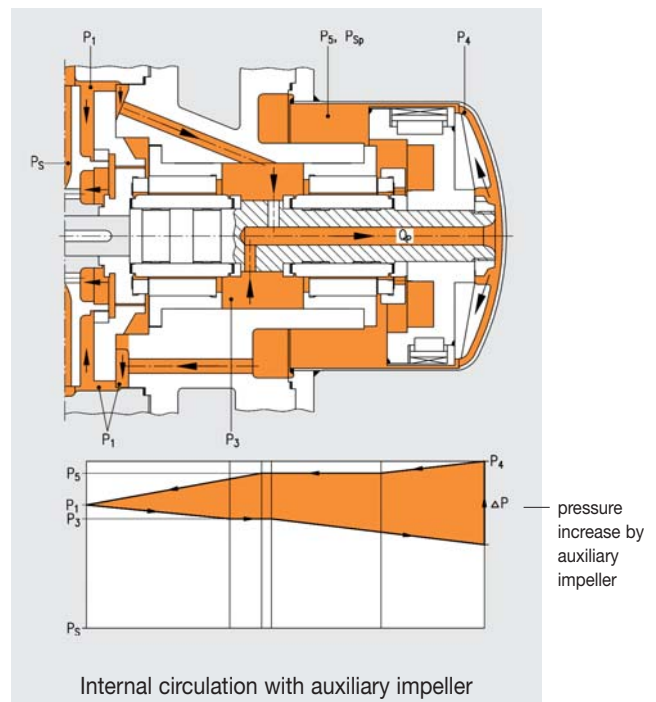 P1
P5, PSp
P4
PS
Qp
P1
P3
P4
P5
P1
ΔP
P3
PS
pressure
increase by
auxiliary
impeller
Internal circulation with auxiliary impeller